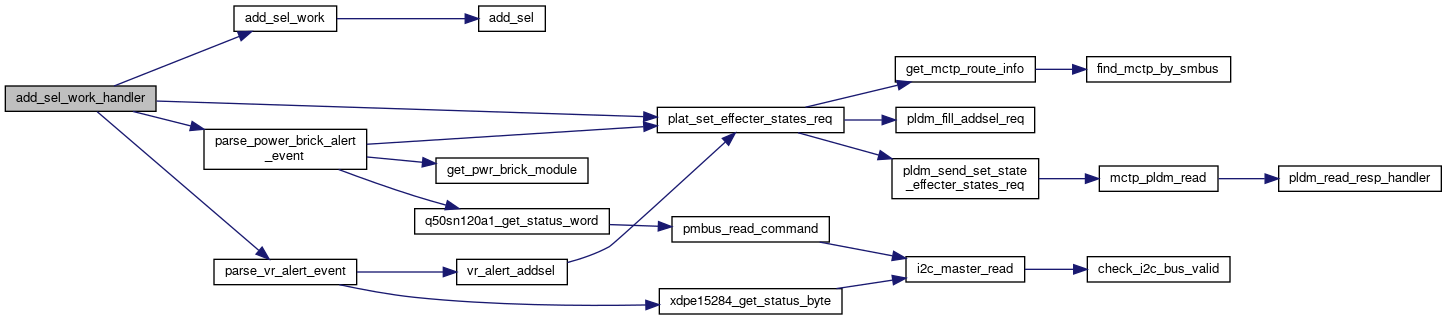 add_sel_work_handler
add_sel_work
add_sel
parse_power_brick_alert
_event
get_pwr_brick_module
q50sn120a1_get_status_word
parse_vr_alert_event
vr_alert_addsel
xdpe15284_get_status_byte
plat_set_effecter_states_req
pmbus_read_command
get_mctp_route_info
find_mctp_by_smbus
pldm_fill_addsel_req
pldm_send_set_state
_effecter_states_req
mctp_pldm_read
pldm_read_resp_handler
i2c_master_read
check_i2c_bus_valid